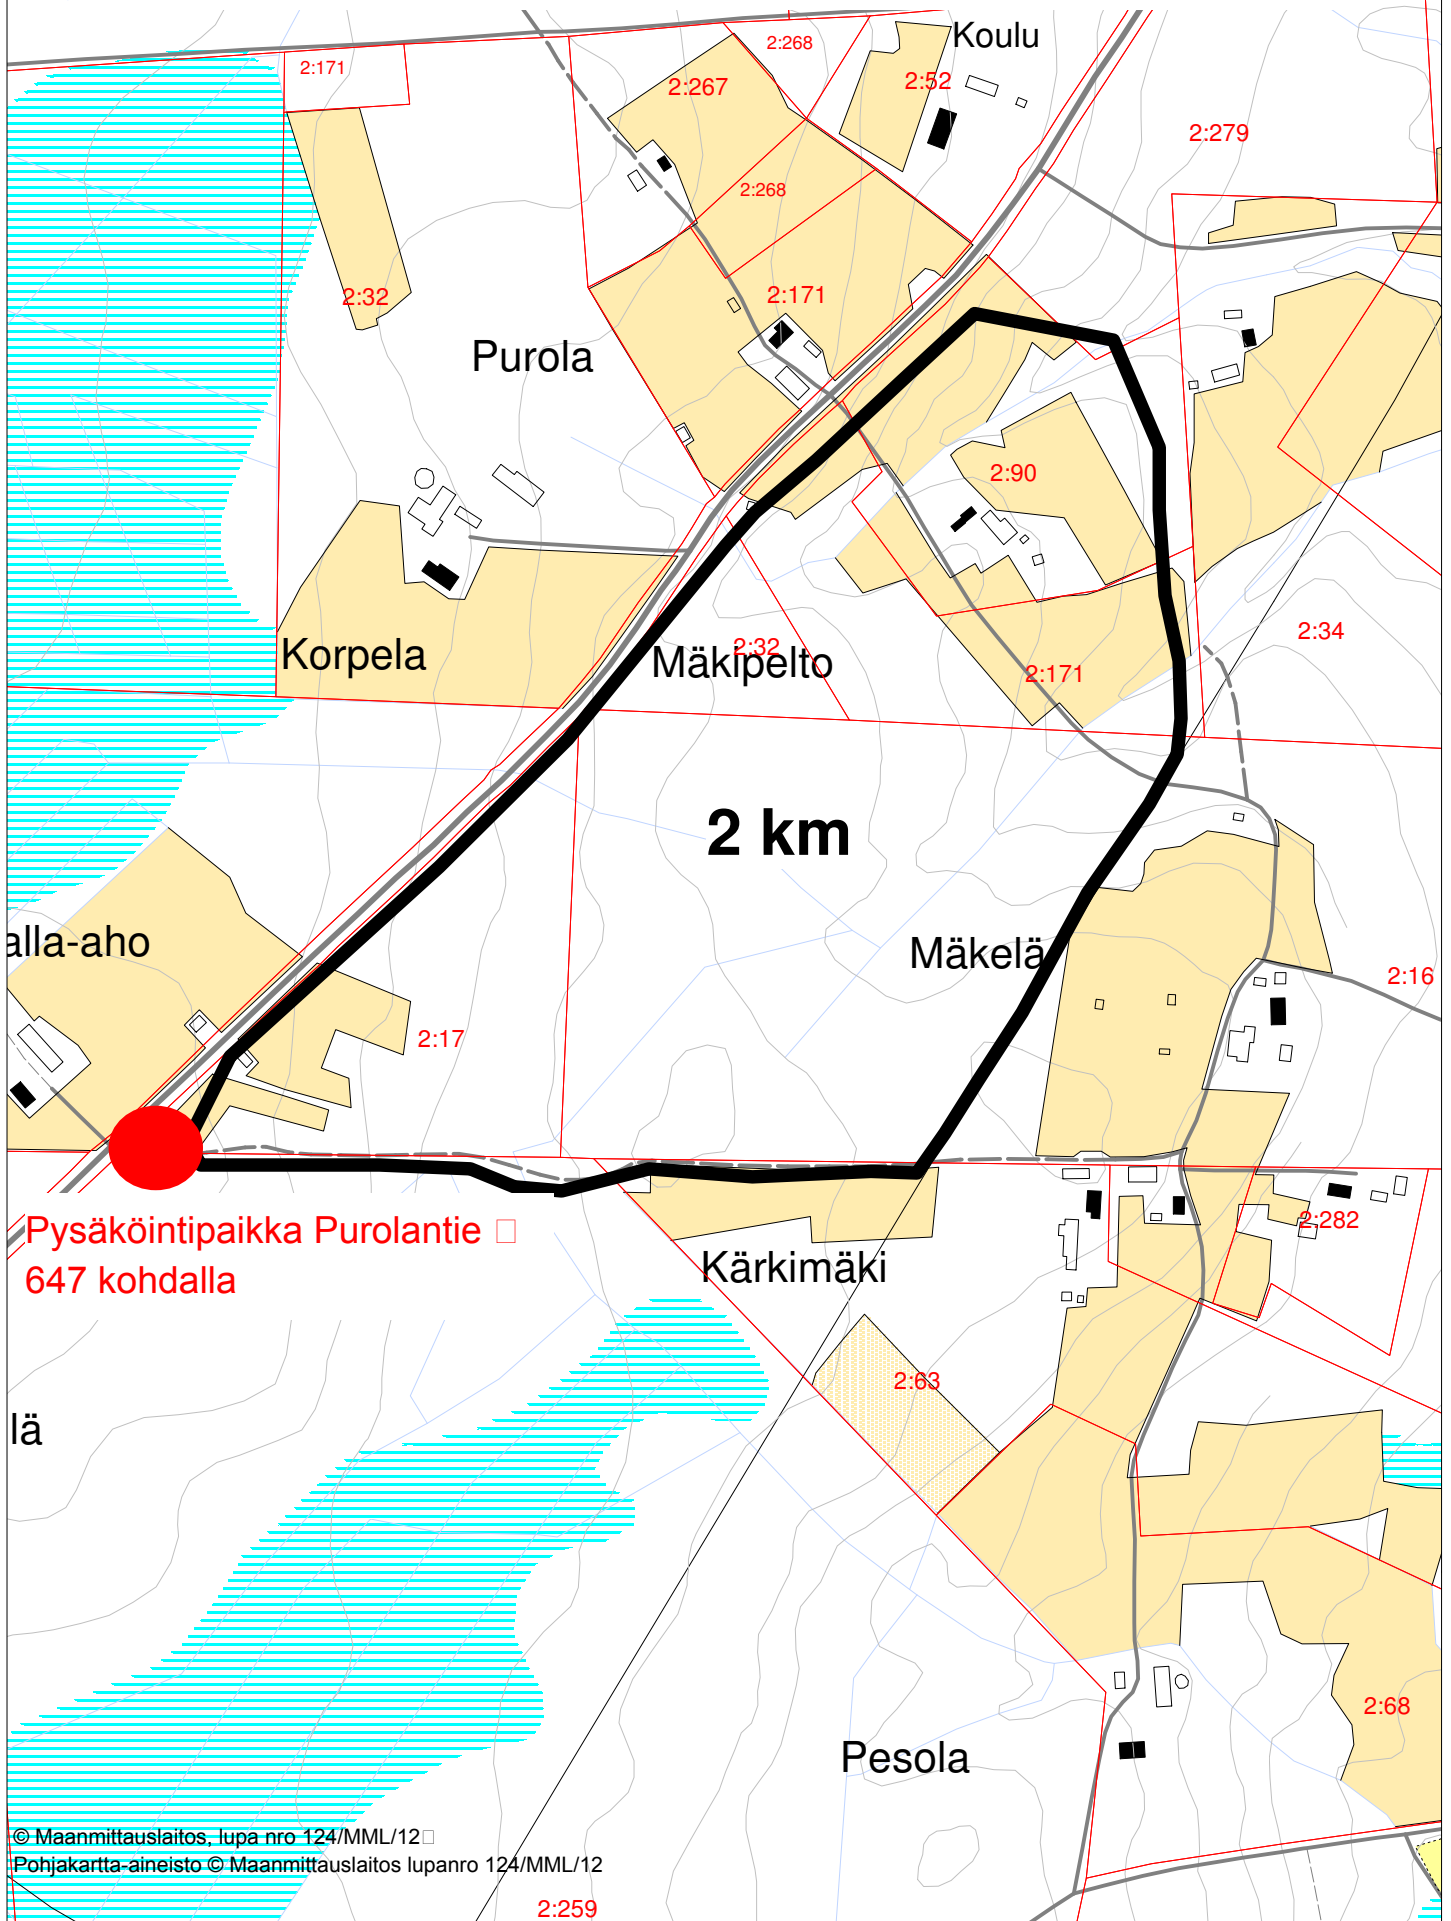 Koulu
2:268
2:171
2:267
2:52
2:279
2:268
2:32
2:171
Purola
2:90
2:34
Korpela
2:32
Mäkipelto
2:171
2 km
alla-aho
Mäkelä
2:16
2:17
Pysäköintipaikka Purolantie
647 kohdalla
2:282
Kärkimäki
2:63
lä
2:68
Pesola
© Maanmittauslaitos, lupa nro 124/MML/12
Pohjakartta-aineisto © Maanmittauslaitos lupanro 124/MML/12
2:259